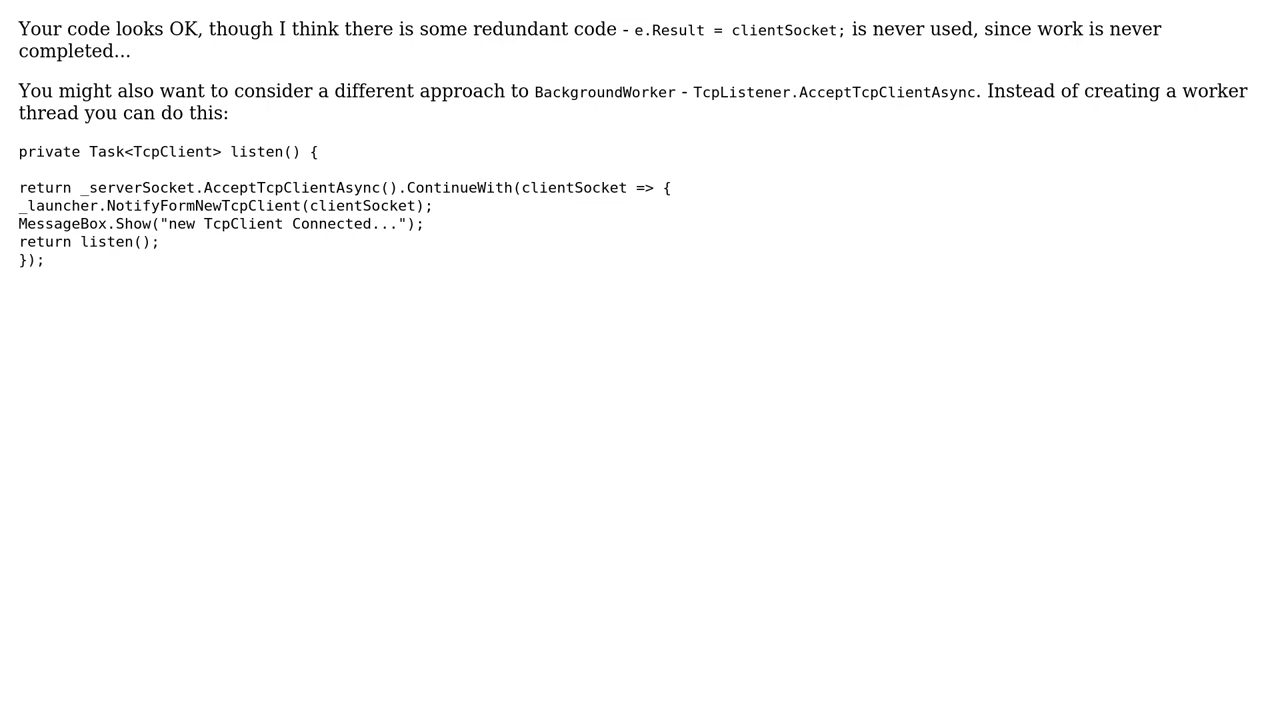 Your code looks OK, though I think there is some redundant code - e.Result = clientSocket; is never used, since work is never
completed...
You might also want to consider a different approach to BackgroundWorker - TcpListener.AcceptTcpClientAsync. Instead of creating a worker
thread you can do this:
private Task<TcpClient> listen() {
return _serverSocket.AcceptTcpClientAsync().ContinueWith(clientSocket => {
_launcher.NotifyFormNewTcpClient(clientSocket);
MessageBox.Show("new TcpClient Connected...");
return listen();
});